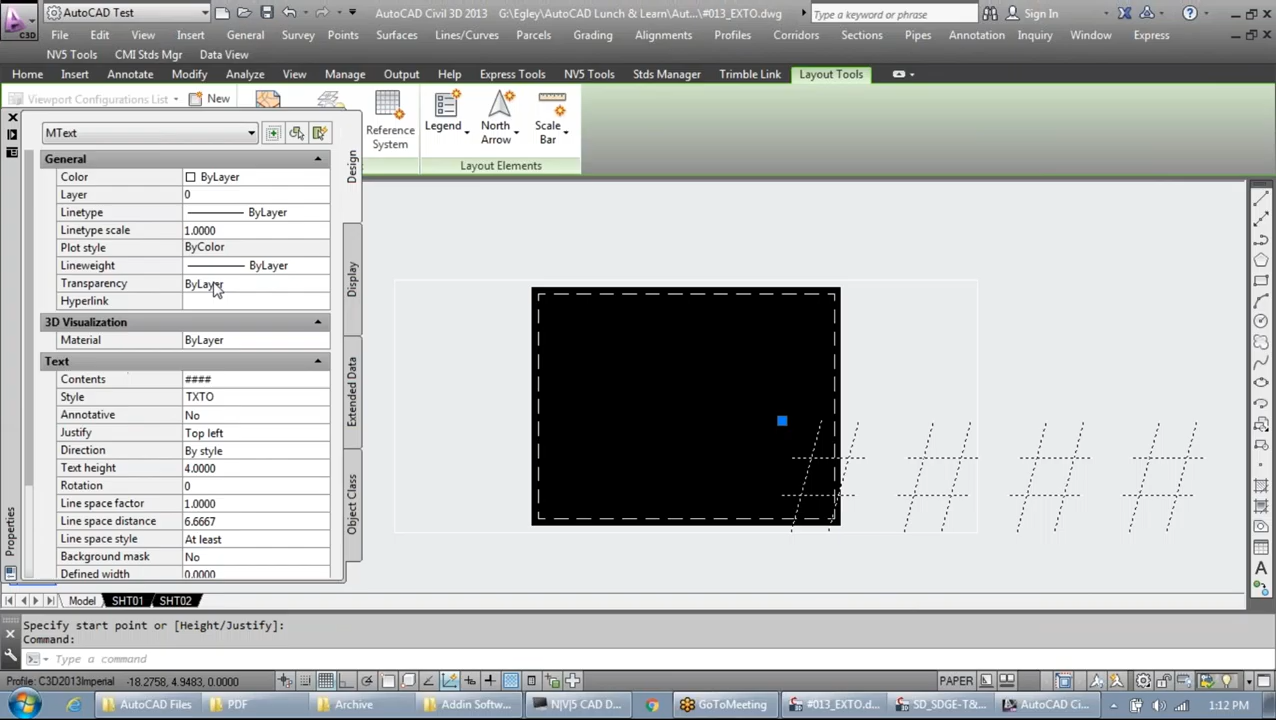 AutoCAD Test
AutoCAD Civil 3D 2013 G:\Egley\AutoCAD Lunch & Learn\Aut...\#013_EXTO.dwg
Type a keyword or phrase
Sign In
C3D
File Edit View Insert General Survey Points Surfaces Lines/Curves Parcels Grading Alignments Profiles Corridors Sections Pipes Annotation Inquiry Window Express
NV5 Tools CMI Stds Mgr Data View
Home Insert Annotate Modify Analyze View Manage Output Help Express Tools NV5 Tools Stds Manager Trimble Link Layout Tools
Viewport Configurations List New
Reference System
Legend
North Arrow
Scale Bar
Layout Elements
MText
General
Color ByLayer
Layer 0
Linetype ByLayer
Linetype scale 1.0000
Plot style ByColor
Lineweight ByLayer
Transparency ByLayer
Hyperlink
3D Visualization
Material ByLayer
Text
Contents ####
Style TXTO
Annotative No
Justify Top left
Direction By style
Text height 4.0000
Rotation 0
Line space factor 1.0000
Line space distance 6.6667
Line space style At least
Background mask No
Defined width 0.0000
Design
Display
Extended Data
Object Class
Properties
####
Model SHT01 SHT02
Specify start point or [Height/Justify]:
Command:
Type a command
Profile: C3D2013Imperial -18.2758, 4.9483, 0.0000
PAPER
AutoCAD Files PDF Archive Addin Softw... N|V|5 CAD D... GoToMeeting #013_EXTO.d... SD_SDGE-T&... AutoCAD Ci...
1:12 PM